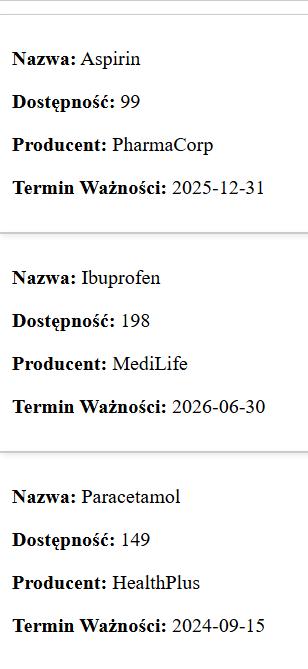 Nazwa: Aspirin
Dostępność: 99
Producent: PharmaCorp
Termin Ważności: 2025-12-31
Nazwa: Ibuprofen
Dostępność: 198
Producent: MediLife
Termin Ważności: 2026-06-30
Nazwa: Paracetamol
Dostępność: 149
Producent: HealthPlus
Termin Ważności: 2024-09-15